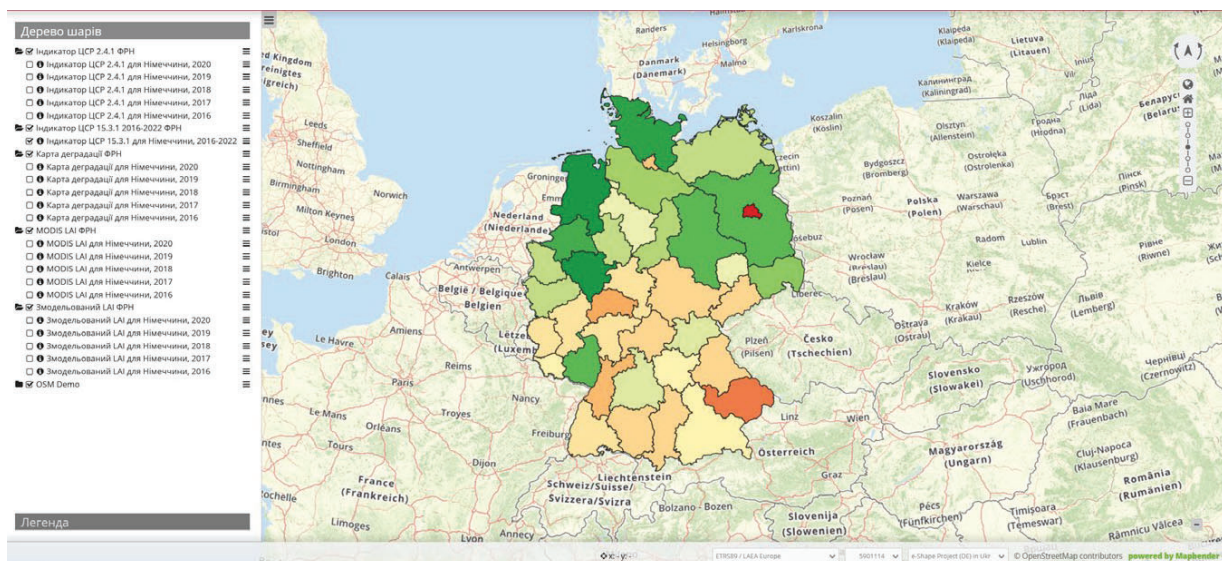 Дерево шарів
Індикатор ЦСР 2.4.1 ФРН
Індикатор ЦСР 2.4.1 для Німеччини, 2020
Індикатор ЦСР 2.4.1 для Німеччини, 2019
Індикатор ЦСР 2.4.1 для Німеччини, 2018
Індикатор ЦСР 2.4.1 для Німеччини, 2017
Індикатор ЦСР 2.4.1 для Німеччини, 2016
Індикатор ЦСР 15.3.1 2016-2022 ФРН
Індикатор ЦСР 15.3.1 для Німеччини, 2016-2022
Карта деградації ФРН
Карта деградації для Німеччини, 2020
Карта деградації для Німеччини, 2019
Карта деградації для Німеччини, 2018
Карта деградації для Німеччини, 2017
Карта деградації для Німеччини, 2016
MODIS LAI ФРН
MODIS LAI для Німеччини, 2020
MODIS LAI для Німеччини, 2019
MODIS LAI для Німеччини, 2018
MODIS LAI для Німеччини, 2017
MODIS LAI для Німеччини, 2016
Змодельований LAI ФРН
Змодельований LAI для Німеччини, 2020
Змодельований LAI для Німеччини, 2019
Змодельований LAI для Німеччини, 2018
Змодельований LAI для Німеччини, 2017
Змодельований LAI для Німеччини, 2016
OSM Demo
Легенда
Randers
Karlskrona
Helsingborg
Malmö
Danmark
(Dänemark)
Klaipėda
(Klaipeda)
Lietuva
(Litauen)
Калининград
(Kaliningrad)
Ліда
(Lida)
Беларусь
(Belarus)
Гродна
(Hrodna)
Koszalin
(Köslin)
Olsztyn
(Allenstein)
Ostrołęka
(Ostrolenka)
Bydgoszcz
(Bromberg)
Poznań
(Posen)
Polska
(Polen)
Warszawa
(Warschau)
Брэст
(Brest)
Пінск
(Pinsk)
Radom
Lublin
Рівне
(Riwne)
Wrocław
(Breslau)
Kielce
Liberec
Kraków
(Krakau)
Rzeszów
(Resche)
Львів
(Lemberg)
Ostrava
(Ostrau)
Plzeň
(Pilsen)
Česko
(Tschechien)
Чернівці
(Czernowitz)
Slovensko
(Slowakei)
Ужгород
(Uschhorod)
Linz
Wien
Baia Mare
(Frauenbach)
Magyarország
(Ungarn)
Cluj-Napoca
(Klausenburg)
Österreich
Graz
România
(Rumänien)
Pécs
(Fünfkirchen)
Timișoara
(Temeswar)
Râmnicu Vâlcea
Slovenija
(Slowenien)
Bolzano - Bozen
Liechtenstein
Schweiz/Suisse/
Svizzera/Svizra
Freiburg
Leeds
Sheffield
Nottingham
Birmingham
Norwich
Milton Keynes
London
Brighton
Calais
Nederland
(Niederlande)
Antwerpen
België / Belgique
Belgien
Amiens
Le Havre
Reims
Paris
Nancy
Troyes
Le Mans
Orléans
Tours
Dijon
France
(Frankreich)
Limoges
Lyon
Annecy
x: - y: -
ETRS89 / LAEA Europe
5901114
e-Shape Project (DE) in Ukr
© OpenStreetMap contributors
powered by Mapbender